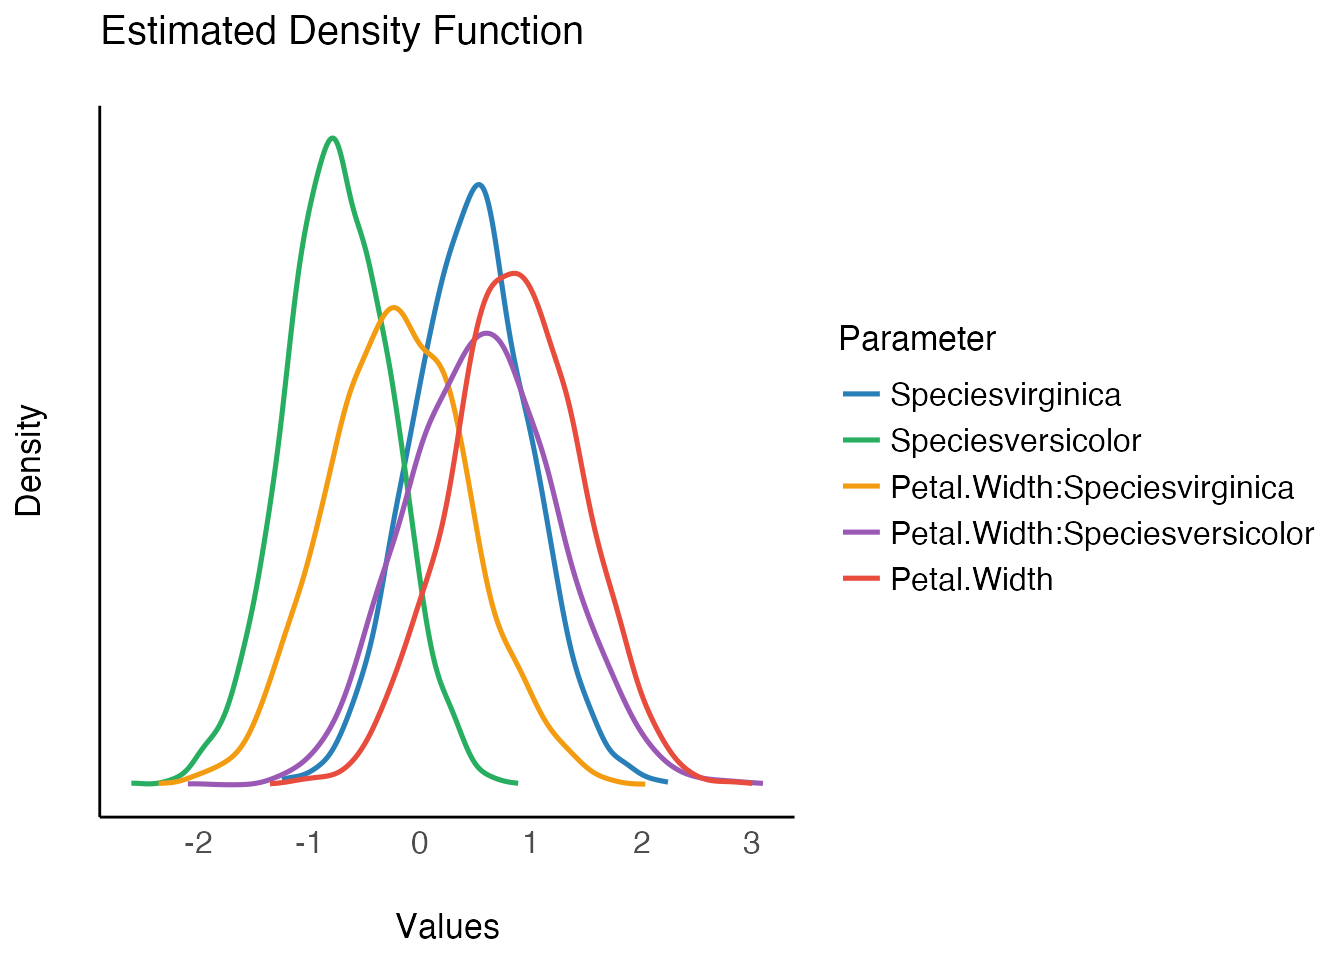 Estimated Density Function
Density
-2 -1 0 1 2 3
Values
Parameter
Speciesvirginica
Speciesversicolor
Petal.Width:Speciesvirginica
Petal.Width:Speciesversicolor
Petal.Width